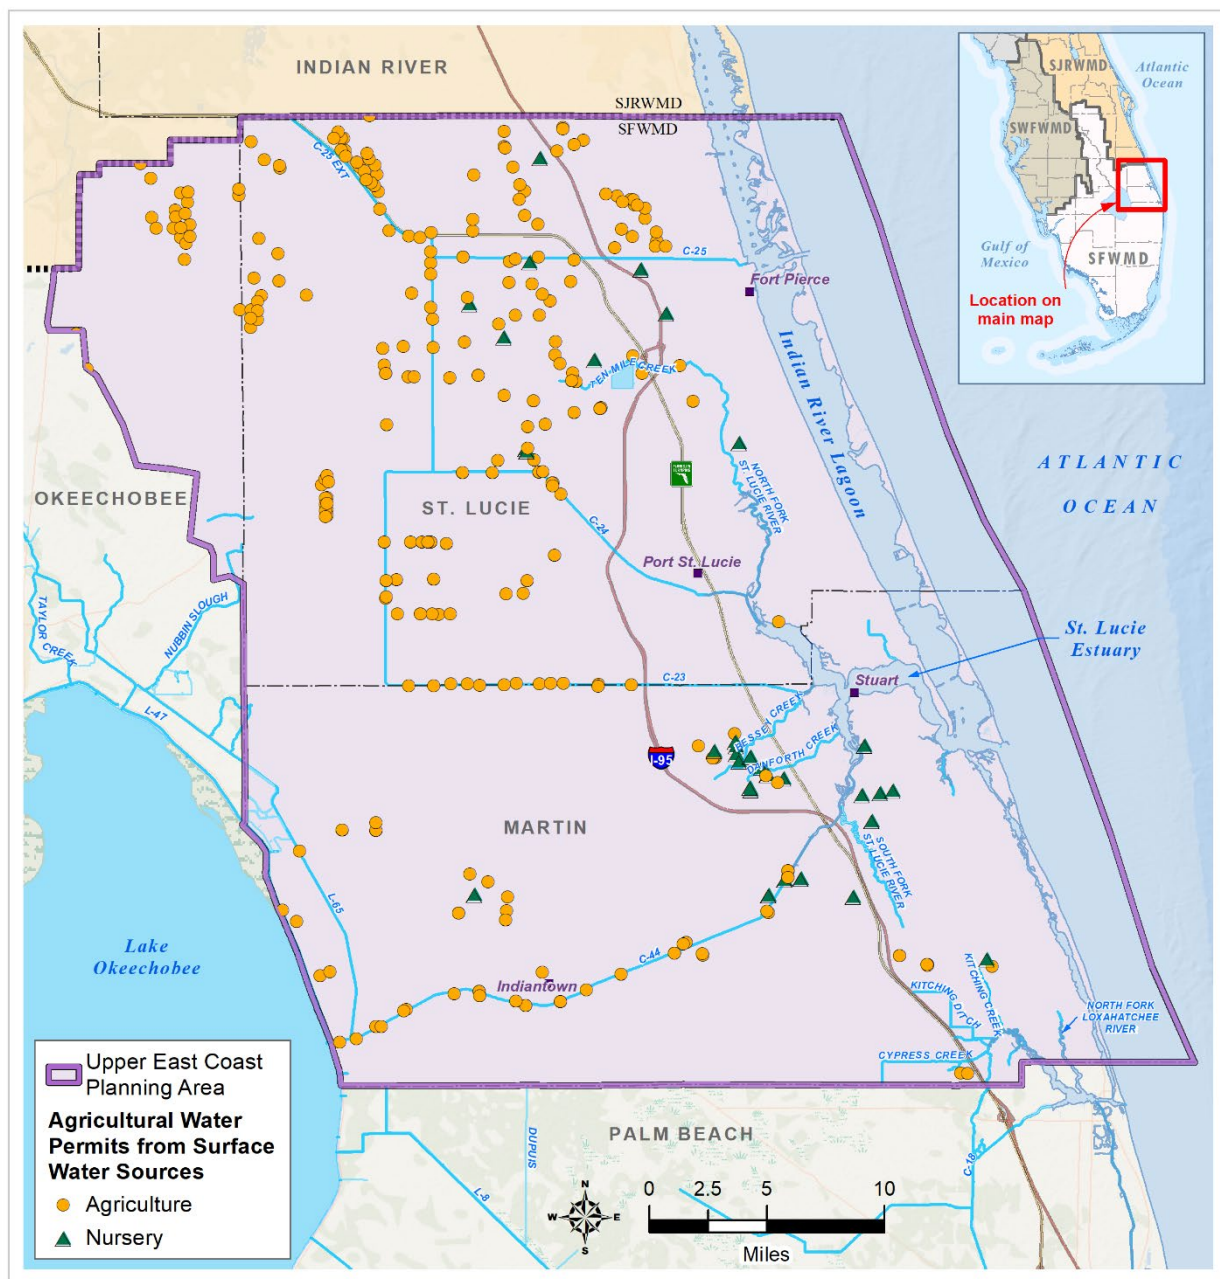 INDIAN RIVER
SJRWMD
SFWMD
C-25 EXT
C-25
Fort Pierce
Indian River Lagoon
TEN-MILE CREEK
NORTH FORK
ST. LUCIE RIVER
ATLANTIC
OCEAN
OKEECHOBEE
ST. LUCIE
C-24
Port St. Lucie
TAYLOR CREEK
NUBBIN SLOUGH
St. Lucie
Estuary
L-47
C-23
Stuart
BESSEY CREEK
DANFORTH CREEK
I-95
MARTIN
SOUTH FORK
ST. LUCIE RIVER
L-65
Lake
Okeechobee
C-44
Indiantown
KITCHING DITCH
KITCHING CREEK
NORTH FORK
LOXAHATCHEE
RIVER
CYPRESS CREEK
PALM BEACH
DUPUIS
L-8
C-18
SJRWMD
Atlantic
Ocean
SWFWMD
Gulf of
Mexico
SFWMD
Location on
main map
Upper East Coast
Planning Area
Agricultural Water
Permits from Surface
Water Sources
Agriculture
Nursery
N
W
E
S
0 2.5 5 10
Miles